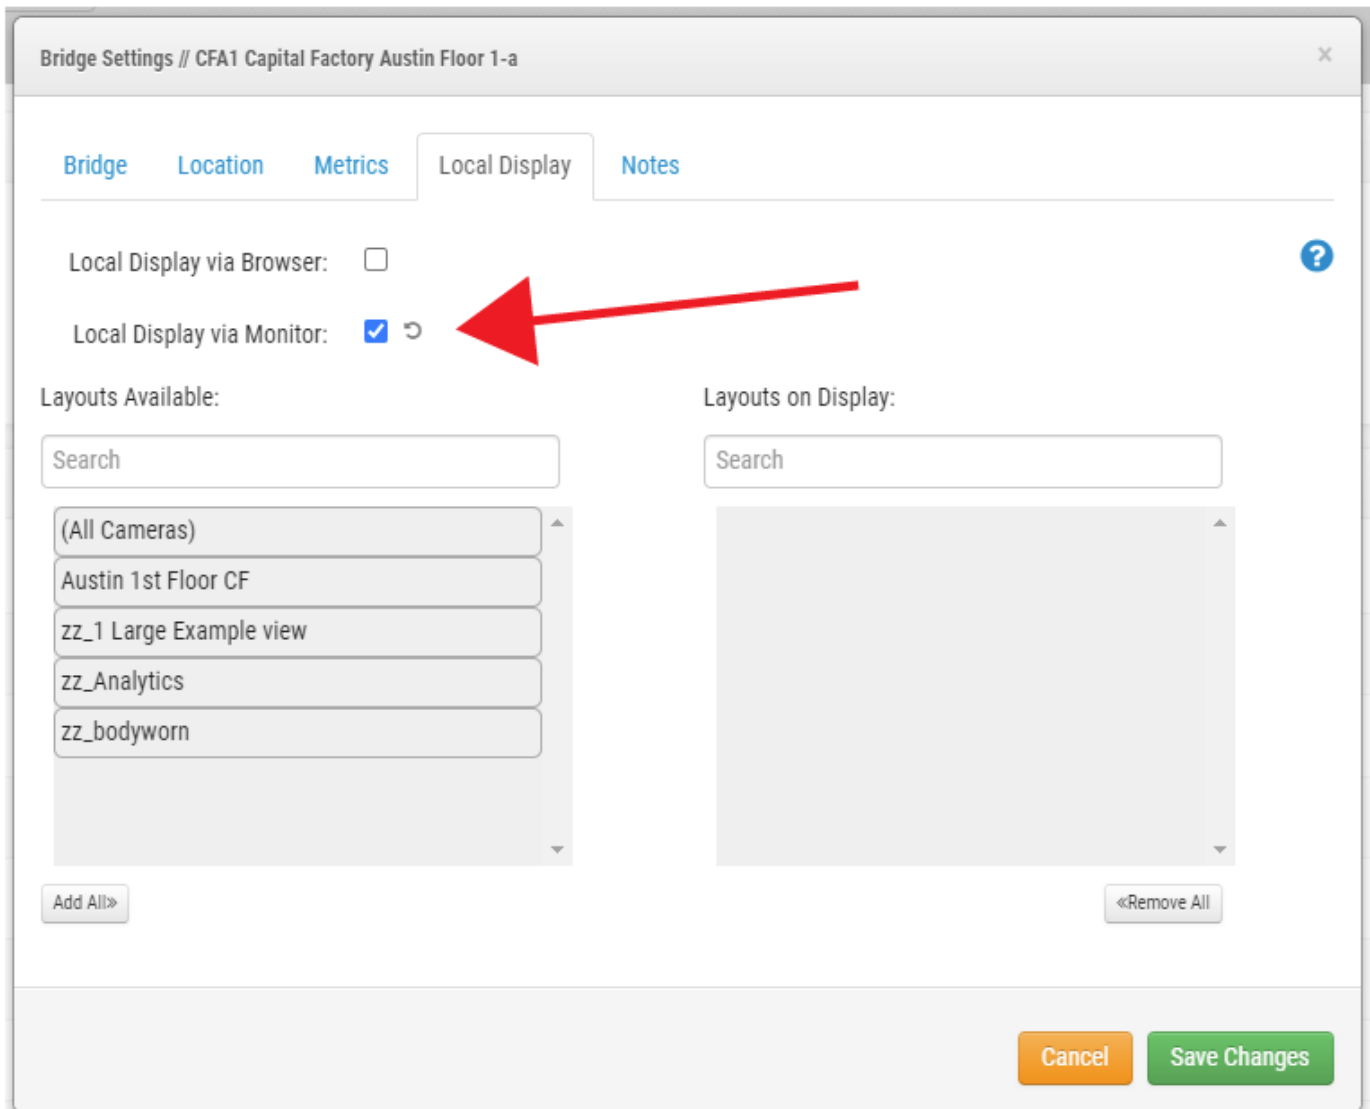 Bridge Settings // CFA1 Capital Factory Austin Floor 1-a
×
Bridge Location Metrics Local Display Notes
Local Display via Browser:
?
Local Display via Monitor:
Layouts Available:
Layouts on Display:
Search
Search
(All Cameras)
Austin 1st Floor CF
zz_1 Large Example view
zz_Analytics
zz_bodyworn
Add All»
«Remove All
Cancel
Save Changes